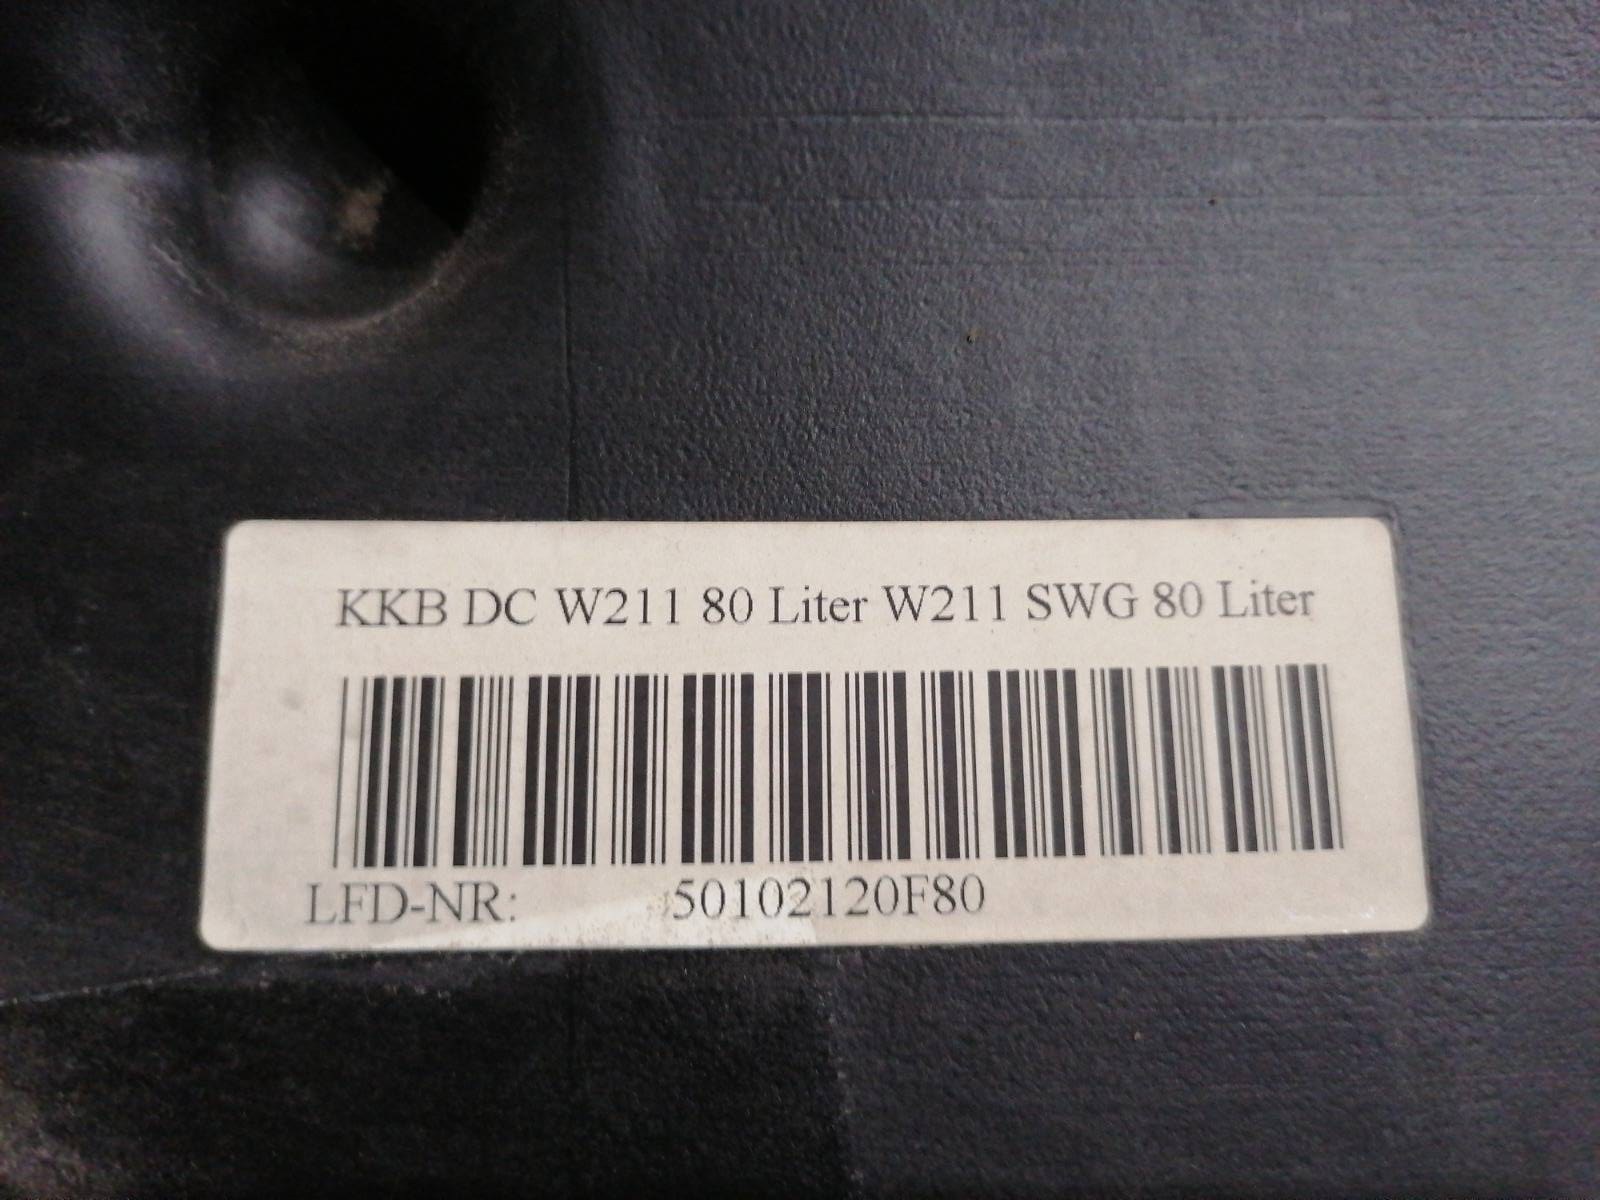 KKB DC W211 80 Liter W211 SWG 80 Liter
LFD-NR: 50102120F80